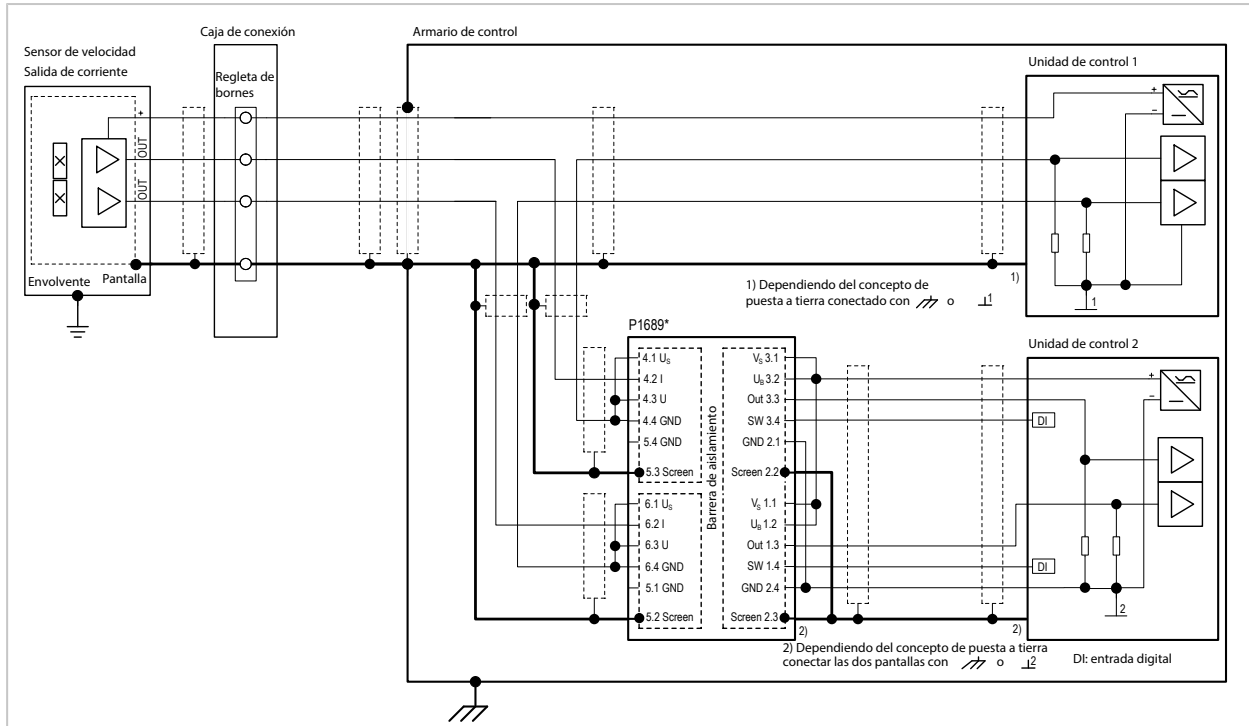 Caja de conexión
Armario de control
Sensor de velocidad
Salida de corriente
Unidad de control 1
Regleta de
bornes
+
OUT
OUT
+
–
Envolvente
Pantalla
1)
1
1) Dependiendo del concepto de
puesta a tierra conectado con o 1
P1689*
Unidad de control 2
4.1 US
4.2 I
4.3 U
4.4 GND
5.4 GND
5.3 Screen
6.1 US
6.2 I
6.3 U
6.4 GND
5.1 GND
5.2 Screen
Barrera de aislamiento
VS 3.1
UB 3.2
Out 3.3
SW 3.4
GND 2.1
Screen 2.2
VS 1.1
UB 1.2
Out 1.3
SW 1.4
GND 2.4
Screen 2.3
+
–
DI
DI
2
2)
2)
2) Dependiendo del concepto de puesta a tierra
conectar las dos pantallas con o 2
DI: entrada digital